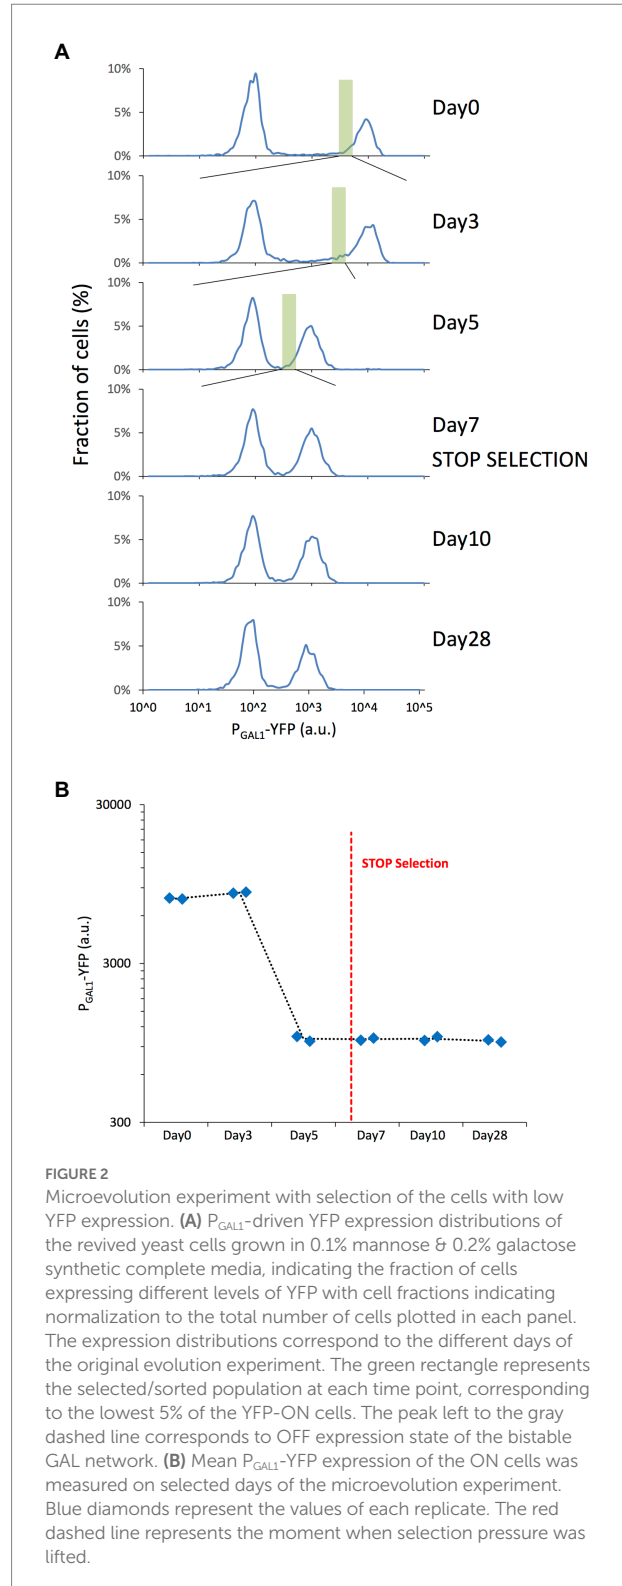 A
10%
5%
0%
Day0
10%
5%
0%
Day3
10%
5%
0%
Day5
10%
5%
0%
Day7
STOP SELECTION
10%
5%
0%
Day10
10%
5%
0%
Day28
Fraction of cells (%)
10^0 10^1 10^2 10^3 10^4 10^5
PGAL1-YFP (a.u.)
B
30000
3000
300
PGAL1-YFP (a.u.)
STOP Selection
Day0 Day3 Day5 Day7 Day10 Day28
FIGURE 2
Microevolution experiment with selection of the cells with low
YFP expression. (A) PGAL1-driven YFP expression distributions of
the revived yeast cells grown in 0.1% mannose & 0.2% galactose
synthetic complete media, indicating the fraction of cells
expressing different levels of YFP with cell fractions indicating
normalization to the total number of cells plotted in each panel.
The expression distributions correspond to the different days of
the original evolution experiment. The green rectangle represents
the selected/sorted population at each time point, corresponding
to the lowest 5% of the YFP-ON cells. The peak left to the gray
dashed line corresponds to OFF expression state of the bistable
GAL network. (B) Mean PGAL1-YFP expression of the ON cells was
measured on selected days of the microevolution experiment.
Blue diamonds represent the values of each replicate. The red
dashed line represents the moment when selection pressure was
lifted.